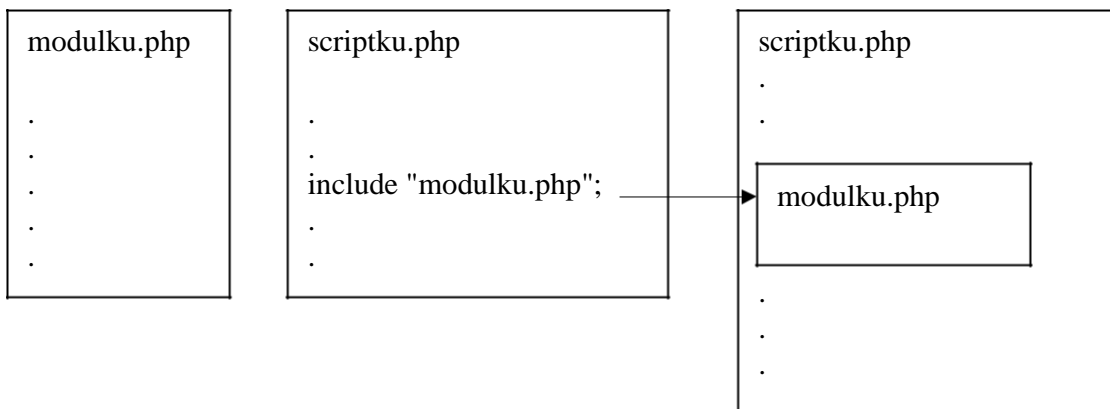 modulku.php
.
.
.
.
.
scriptku.php
.
.
include "modulku.php";
.
.
scriptku.php
.
.
modulku.php
.
.
.